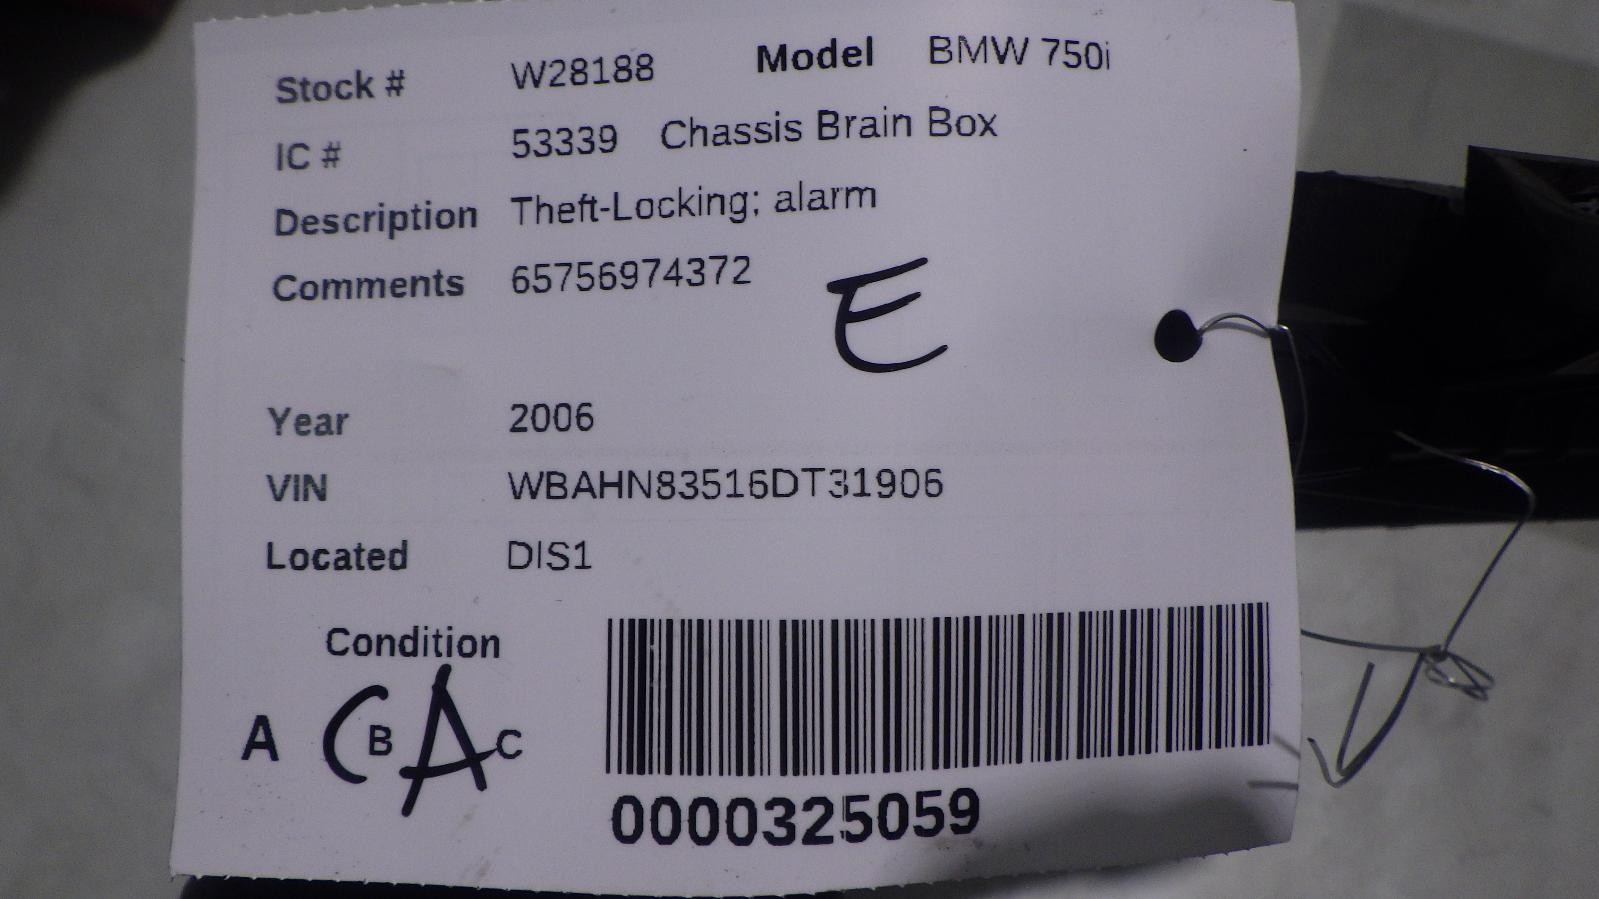 Stock # W28188 Model BMW 750i
IC # 53339 Chassis Brain Box
Description Theft-Locking; alarm
Comments 65756974372
E
Year 2006
VIN WBAHN83516DT31906
Located DIS1
Condition
A B C
CA
0000325059